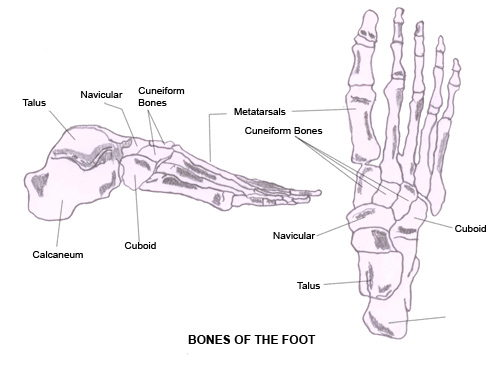 Talus
Navicular
Cuneiform
Bones
Metatarsals
Cuneiform Bones
Calcaneum
Cuboid
Navicular
Cuboid
Talus
BONES OF THE FOOT